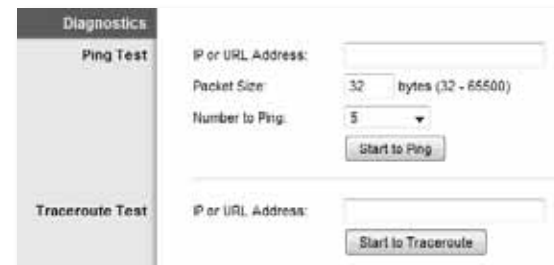 Diagnostics
Ping Test
IP or URL Address:
Packet Size: 32 bytes (32 - 65500)
Number to Ping: 5
Start to Ping
Traceroute Test
IP or URL Address:
Start to Traceroute